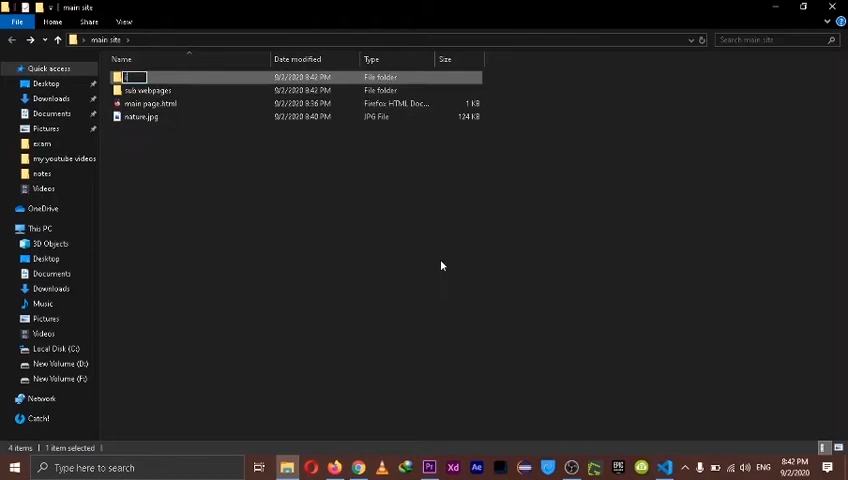 main site
File Home Share View
main site Search main site
Name Date modified Type Size
9/2/2020 8:42 PM File folder
sub webpages 9/2/2020 8:42 PM File folder
main page.html 9/2/2020 8:36 PM Firefox HTML Doc... 1 KB
nature.jpg 9/2/2020 8:40 PM JPG File 124 KB
Quick access
Desktop
Downloads
Documents
Pictures
exam
my youtube videos
notes
Videos
OneDrive
This PC
3D Objects
Desktop
Documents
Downloads
Music
Pictures
Videos
Local Disk (C:)
New Volume (D:)
New Volume (F:)
Network
Catch!
4 items 1 item selected
Type here to search
Pr Xd Ae
EPIC
ENG
8:42 PM
9/2/2020